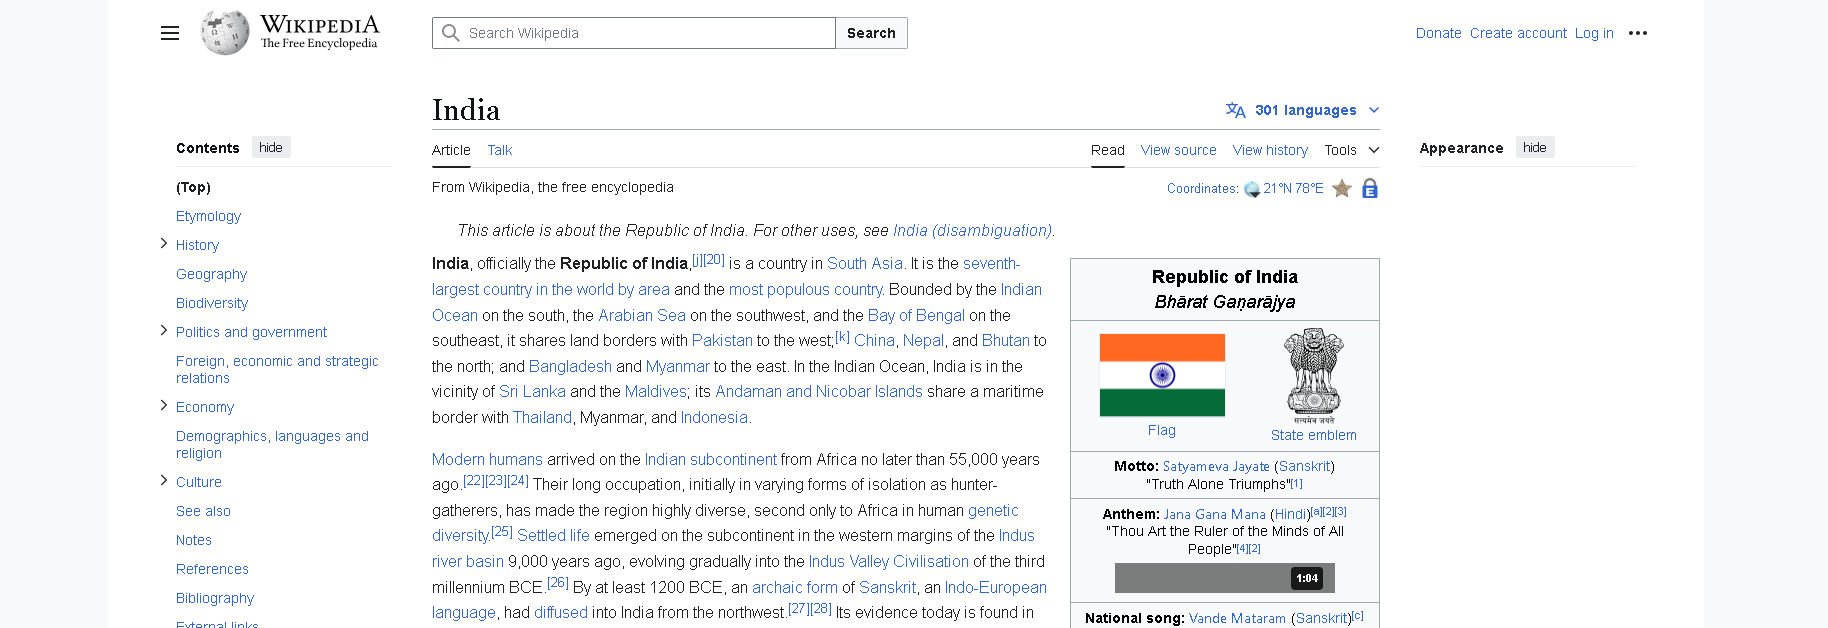 WIKIPEDIA
The Free Encyclopedia
Search Wikipedia
Search
Donate Create account Log in
India
301 languages
Contents hide
Article Talk
Read View source View history Tools
Appearance hide
(Top)
From Wikipedia, the free encyclopedia
Coordinates: 21°N 78°E
Etymology
History
Geography
Biodiversity
Politics and government
Foreign, economic and strategic
relations
Economy
Demographics, languages and
religion
Culture
See also
Notes
References
Bibliography
External links
This article is about the Republic of India. For other uses, see India (disambiguation).
India, officially the Republic of India,[j][20] is a country in South Asia. It is the seventh-
largest country in the world by area and the most populous country. Bounded by the Indian
Ocean on the south, the Arabian Sea on the southwest, and the Bay of Bengal on the
southeast, it shares land borders with Pakistan to the west;[k] China, Nepal, and Bhutan to
the north; and Bangladesh and Myanmar to the east. In the Indian Ocean, India is in the
vicinity of Sri Lanka and the Maldives; its Andaman and Nicobar Islands share a maritime
border with Thailand, Myanmar, and Indonesia.
Modern humans arrived on the Indian subcontinent from Africa no later than 55,000 years
ago.[22][23][24] Their long occupation, initially in varying forms of isolation as hunter-
gatherers, has made the region highly diverse, second only to Africa in human genetic
diversity.[25] Settled life emerged on the subcontinent in the western margins of the Indus
river basin 9,000 years ago, evolving gradually into the Indus Valley Civilisation of the third
millennium BCE.[26] By at least 1200 BCE, an archaic form of Sanskrit, an Indo-European
language, had diffused into India from the northwest.[27][28] Its evidence today is found in
Republic of India
Bhārat Gaṇarājya
सत्यमेव जयते
Flag
State emblem
Motto: Satyameva Jayate (Sanskrit)
"Truth Alone Triumphs"[1]
Anthem: Jana Gana Mana (Hindi)[a][2][3]
"Thou Art the Ruler of the Minds of All
People"[4][2]
1:04
National song: Vande Mataram (Sanskrit)[c]